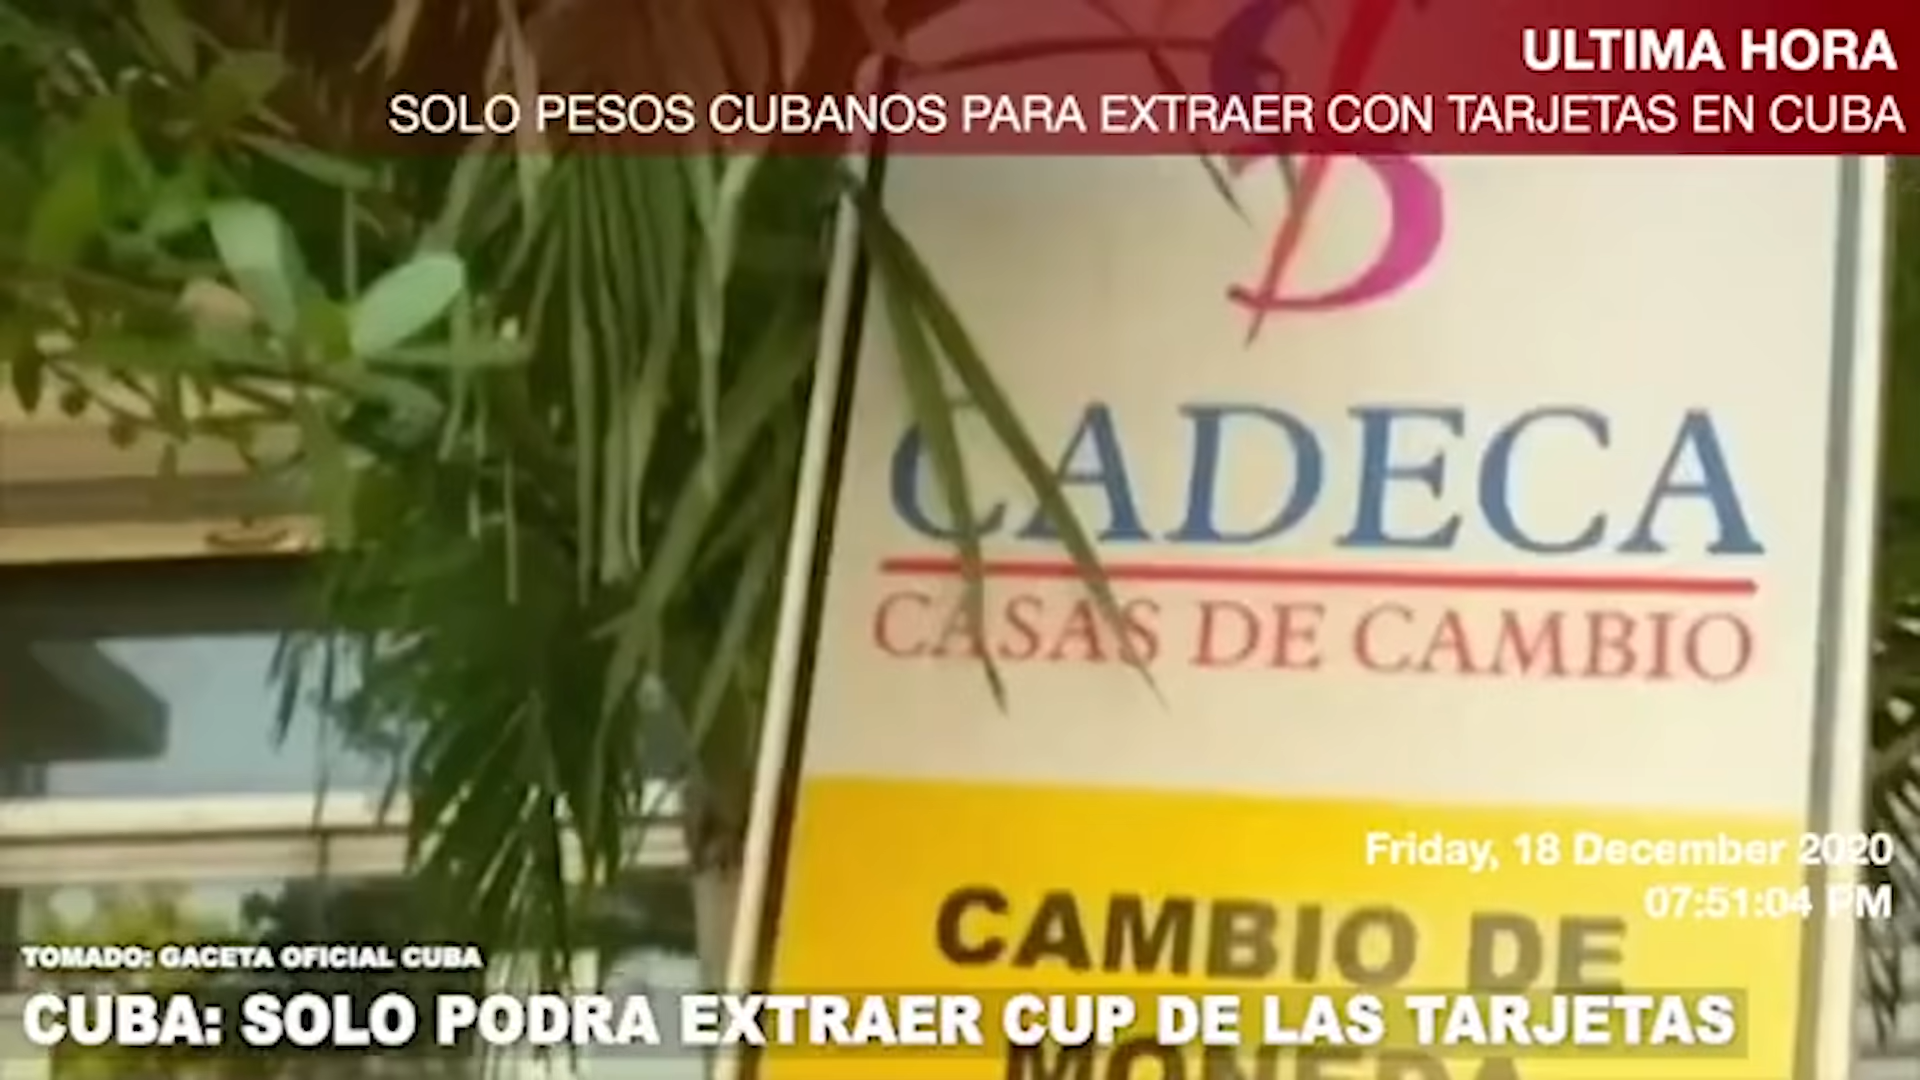 ULTIMA HORA
SOLO PESOS CUBANOS PARA EXTRAER CON TARJETAS EN CUBA
CADECA
CASAS DE CAMBIO
Friday, 18 December 2020
07:51:04 PM
CAMBIO DE
MONEDA
TOMADO: GACETA OFICIAL CUBA
CUBA: SOLO PODRA EXTRAER CUP DE LAS TARJETAS